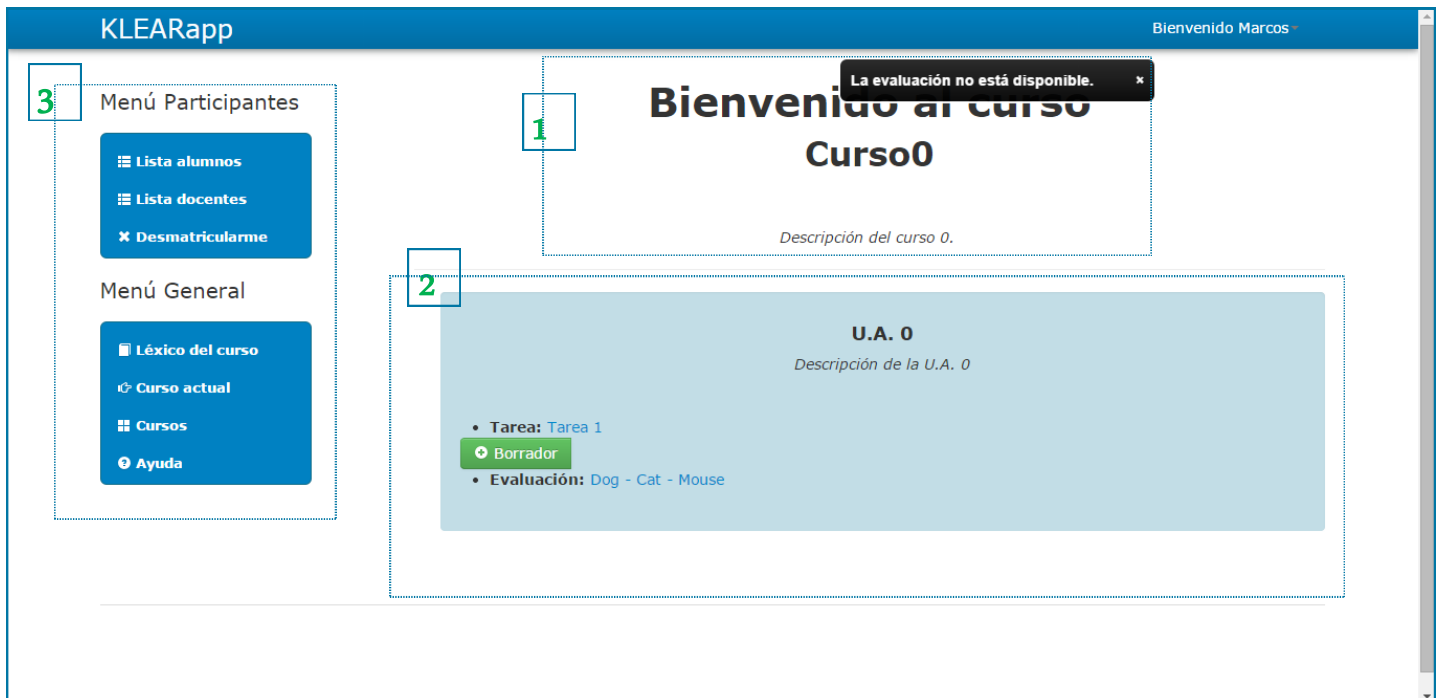 KLEARapp
Bienvenido Marcos
La evaluación no está disponible. ×
3
Menú Participantes
Lista alumnos
Lista docentes
Desmatricularme
Menú General
Léxico del curso
Curso actual
Cursos
Ayuda
1
Bienvenido al curso
Curso0
Descripción del curso 0.
2
U.A. 0
Descripción de la U.A. 0
• Tarea: Tarea 1
Borrador
• Evaluación: Dog - Cat - Mouse